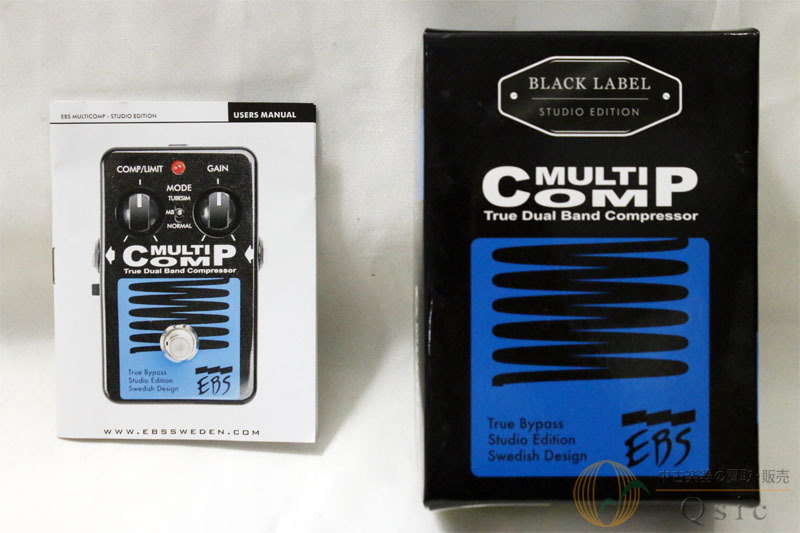 EBS MULTICOMP - STUDIO EDITION
USERS MANUAL
COMP/LIMIT
GAIN
MODE
TUBESIM
MB
NORMAL
MULTI
COMP
True Dual Band Compressor
True Bypass
Studio Edition
Swedish Design
EBS
WWW.EBSSWEDEN.COM
BLACK LABEL
STUDIO EDITION
MULTI
COMP
True Dual Band Compressor
True Bypass
Studio Edition
Swedish Design
EBS
中古楽器の買取・販売
Qsic